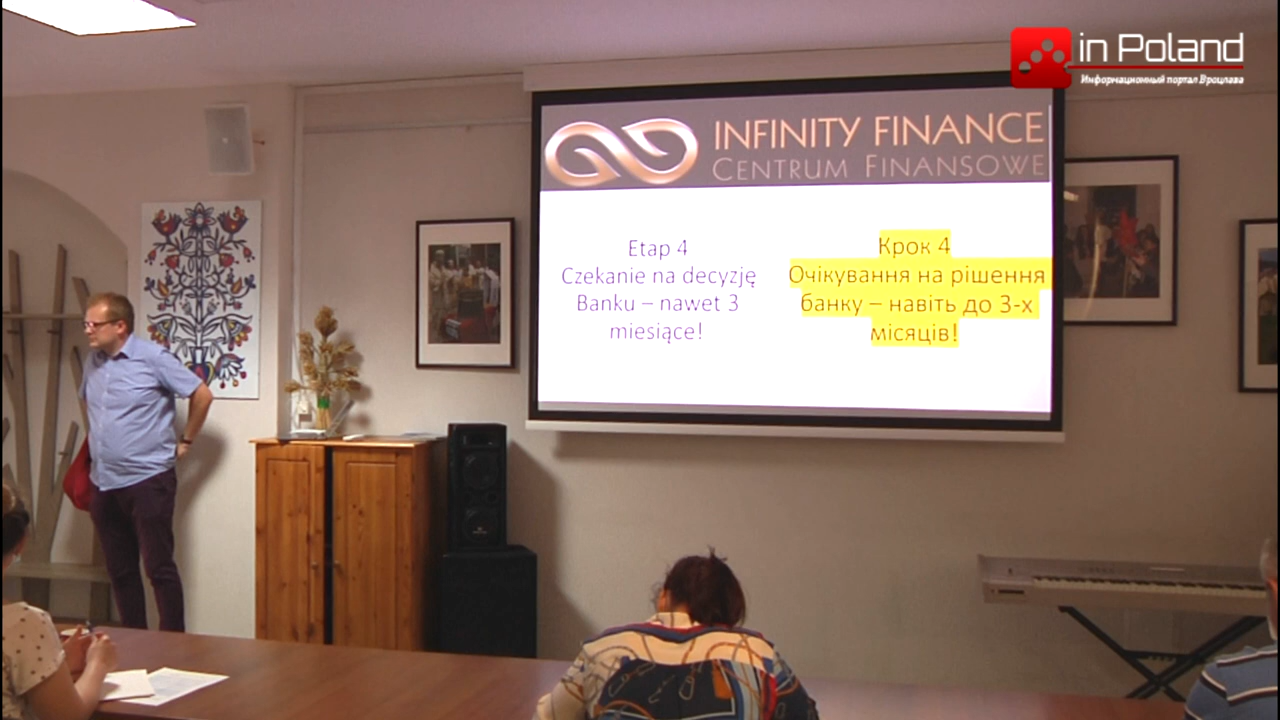 in Poland
Информационный портал Вроцлава
INFINITY FINANCE
CENTRUM FINANSOWE
Etap 4
Czekanie na decyzję
Banku – nawet 3
miesiące!
Крок 4
Очікування на рішення
банку – навіть до 3-х
місяців!